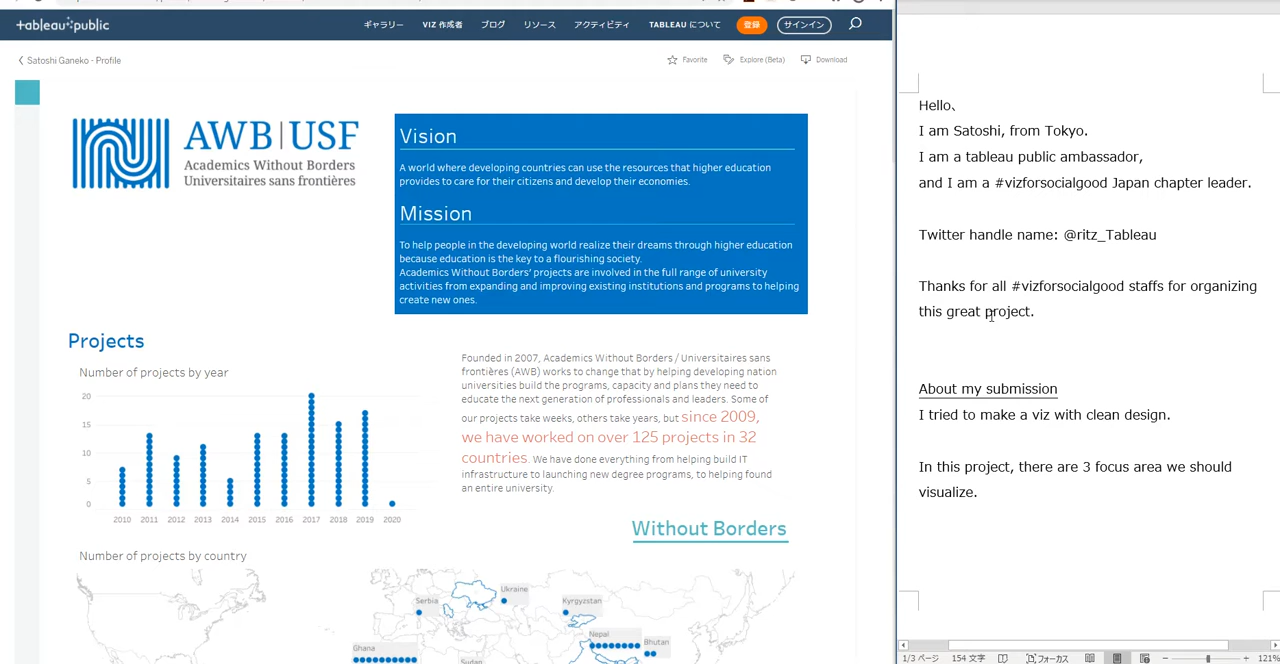 +ableau public
ギャラリー VIZ 作成者 ブログ リソース アクティビティ TABLEAU について 登録 サインイン
Satoshi Ganeko - Profile
Favorite Explore (Beta) Download
AWB|USF
Academics Without Borders
Universitaires sans frontières
Vision
A world where developing countries can use the resources that higher education
provides to care for their citizens and develop their economies.
Mission
To help people in the developing world realize their dreams through higher education
because education is the key to a flourishing society.
Academics Without Borders' projects are involved in the full range of university
activities from expanding and improving existing institutions and programs to helping
create new ones.
Projects
Number of projects by year
20
15
10
5
0
2010 2011 2012 2013 2014 2015 2016 2017 2018 2019 2020
Founded in 2007, Academics Without Borders / Universitaires sans
frontières (AWB) works to change that by helping developing nation
universities build the programs, capacity and plans they need to
educate the next generation of professionals and leaders. Some of
our projects take weeks, others take years, but since 2009,
we have worked on over 125 projects in 32
countries. We have done everything from helping build IT
infrastructure to launching new degree programs, to helping found
an entire university.
Without Borders
Number of projects by country
Ukraine
Serbia
Kyrgyzstan
Nepal
Bhutan
Ghana
Sudan
Hello、
I am Satoshi, from Tokyo.
I am a tableau public ambassador,
and I am a #vizforsocialgood Japan chapter leader.
Twitter handle name: @ritz_Tableau
Thanks for all #vizforsocialgood staffs for organizing
this great project.
About my submission
I tried to make a viz with clean design.
In this project, there are 3 focus area we should
visualize.
1/3 ページ 154 文字 フォーカス 121%